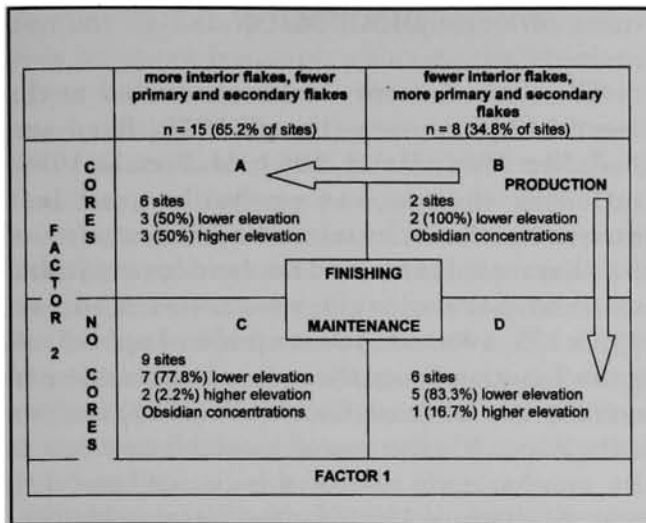 more interior flakes, fewer
primary and secondary flakes
n = 15 (65.2% of sites)
fewer interior flakes,
more primary and secondary
flakes
n = 8 (34.8% of sites)
FACTOR 2
CORES
NO CORES
A
6 sites
3 (50%) lower elevation
3 (50%) higher elevation
B
PRODUCTION
2 sites
2 (100%) lower elevation
Obsidian concentrations
FINISHING
MAINTENANCE
C
9 sites
7 (77.8%) lower elevation
2 (2.2%) higher elevation
Obsidian concentrations
D
6 sites
5 (83.3%) lower elevation
1 (16.7%) higher elevation
FACTOR 1